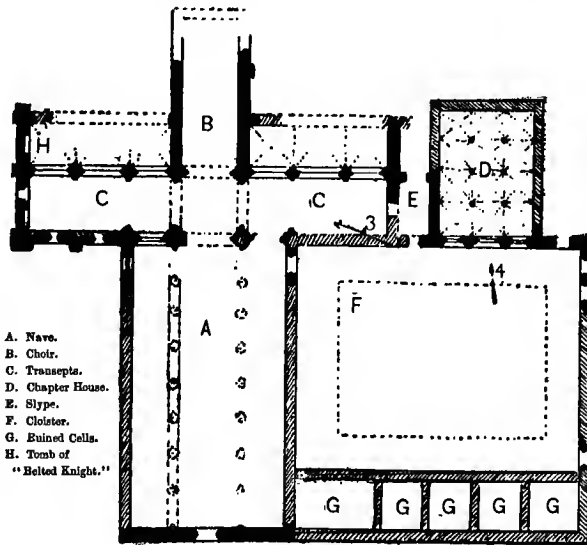 B
H
D
C
C
E
3
4
A
F
A. Nave.
B. Choir.
C. Transepts.
D. Chapter House.
E. Slype.
F. Cloister.
G. Ruined Cells.
H. Tomb of
"Belted Knight."
G G G G G